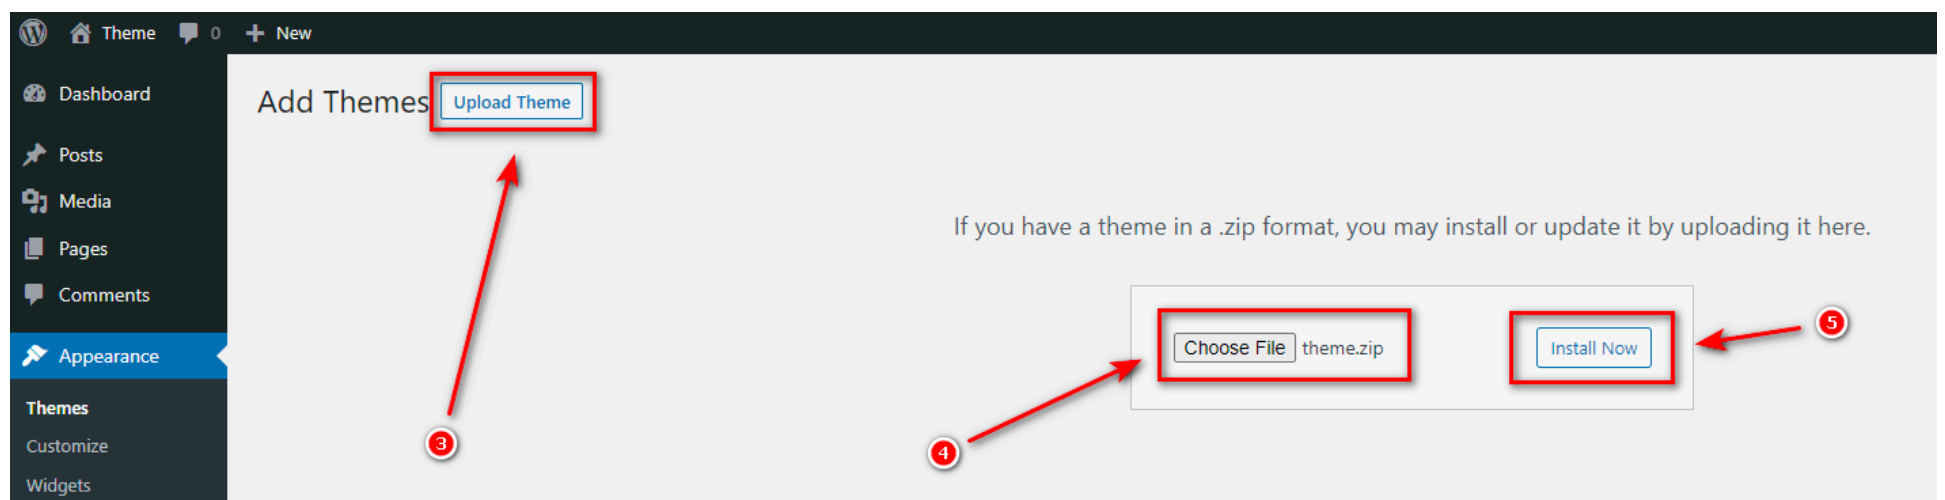 Theme 0 New
Dashboard
Add Themes Upload Theme
Posts
Media
If you have a theme in a .zip format, you may install or update it by uploading it here.
Pages
Comments
5
Choose File theme.zip Install Now
Appearance
Themes
3
Customize
4
Widgets